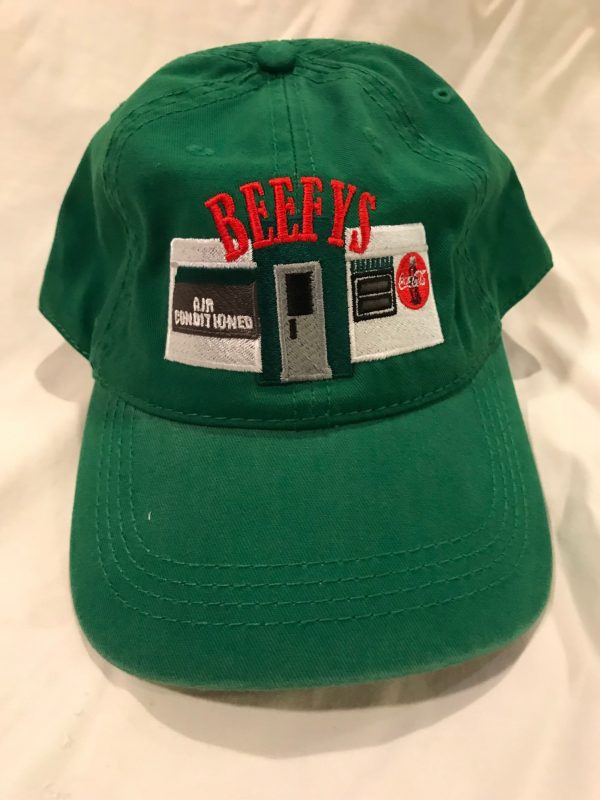 BEEFYS
AIR
CONDITIONED
Coca-Cola